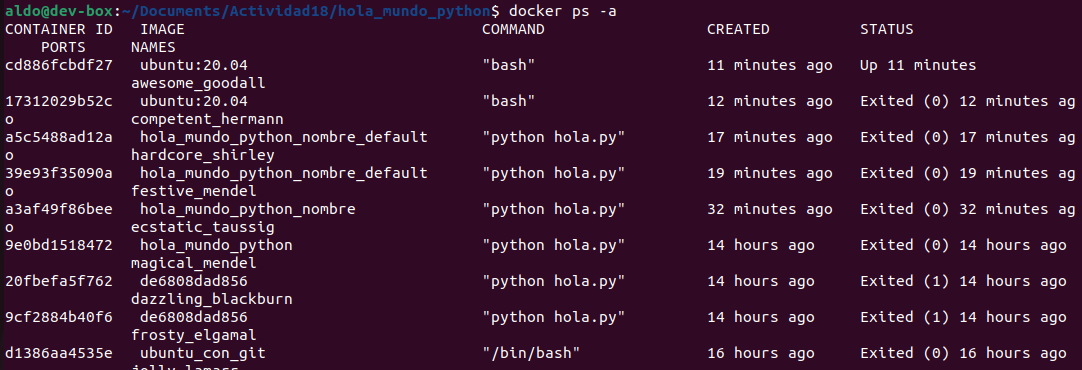 aldo@dev-box:~/Documents/Actividad18/hola_mundo_python$ docker ps -a
CONTAINER ID   IMAGE                             COMMAND                  CREATED          STATUS
    PORTS     NAMES
cd886fcbdf27   ubuntu:20.04                      "bash"                   11 minutes ago   Up 11 minutes
              awesome_goodall
17312029b52c   ubuntu:20.04                      "bash"                   12 minutes ago   Exited (0) 12 minutes ag
o             competent_hermann
a5c5488ad12a   hola_mundo_python_nombre_default  "python hola.py"         17 minutes ago   Exited (0) 17 minutes ag
o             hardcore_shirley
39e93f35090a   hola_mundo_python_nombre_default  "python hola.py"         19 minutes ago   Exited (0) 19 minutes ag
o             festive_mendel
a3af49f86bee   hola_mundo_python_nombre          "python hola.py"         32 minutes ago   Exited (0) 32 minutes ag
o             ecstatic_taussig
9e0bd1518472   hola_mundo_python                 "python hola.py"         14 hours ago     Exited (0) 14 hours ago
              magical_mendel
20fbefa5f762   de6808dad856                      "python hola.py"         14 hours ago     Exited (1) 14 hours ago
              dazzling_blackburn
9cf2884b40f6   de6808dad856                      "python hola.py"         14 hours ago     Exited (1) 14 hours ago
              frosty_elgamal
d1386aa4535e   ubuntu_con_git                    "/bin/bash"              16 hours ago     Exited (0) 16 hours ago